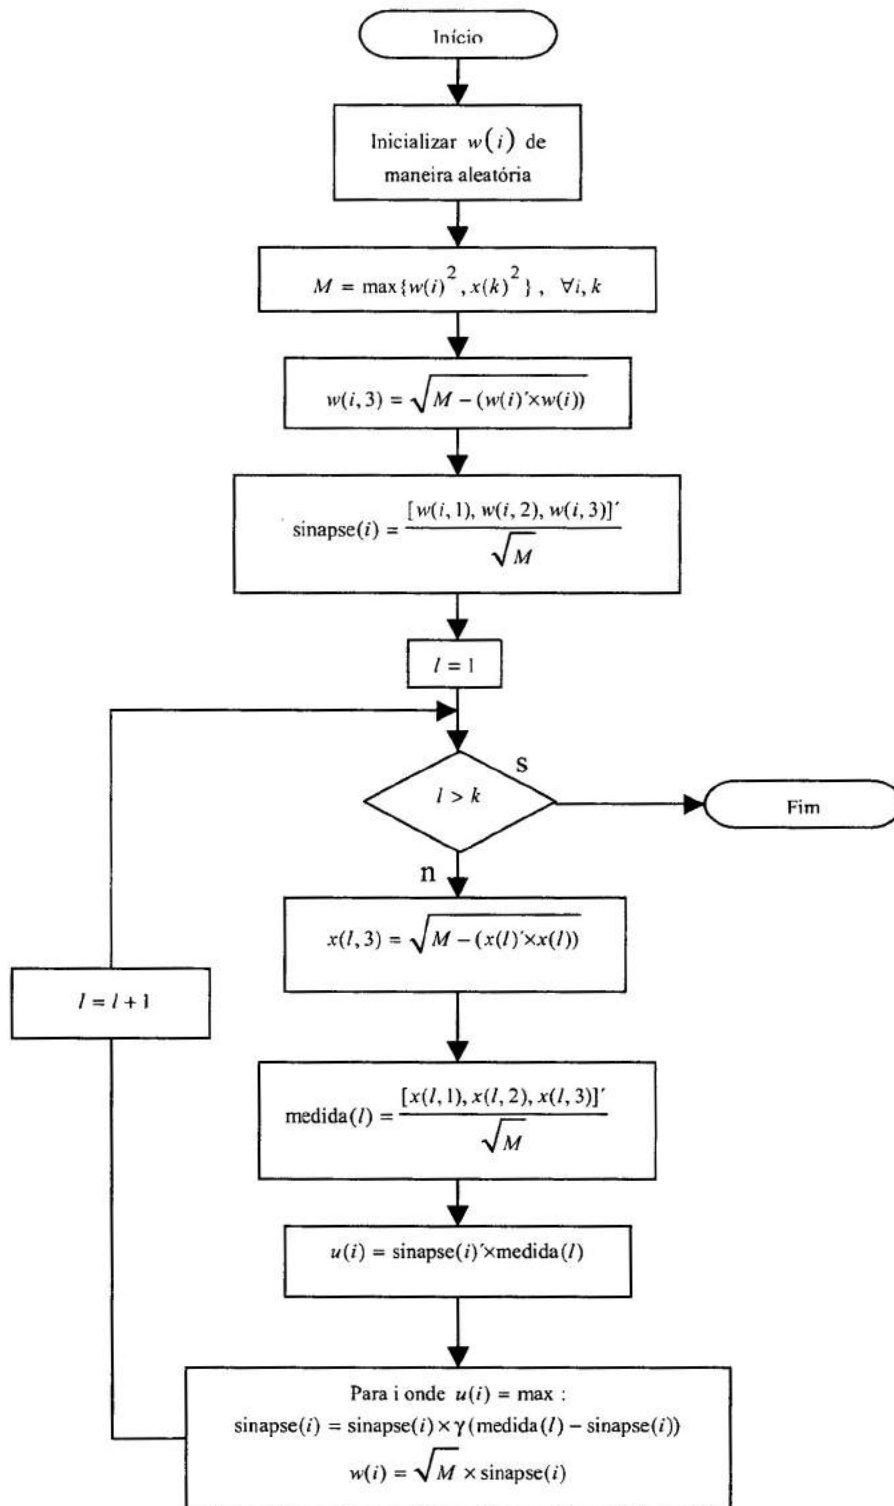 Início
Inicializar w(i) de
maneira aleatória
M = max{w(i)², x(k)²} , ∀i, k
w(i, 3) = √(M − (w(i)´×w(i)))
sinapse(i) = [w(i, 1), w(i, 2), w(i, 3)]´ / √M
l = 1
l > k
s
Fim
n
x(l, 3) = √(M − (x(l)´×x(l)))
l = l + 1
medida(l) = [x(l, 1), x(l, 2), x(l, 3)]´ / √M
u(i) = sinapse(i)´×medida(l)
Para i onde u(i) = max :
sinapse(i) = sinapse(i) × γ(medida(l) − sinapse(i))
w(i) = √M × sinapse(i)